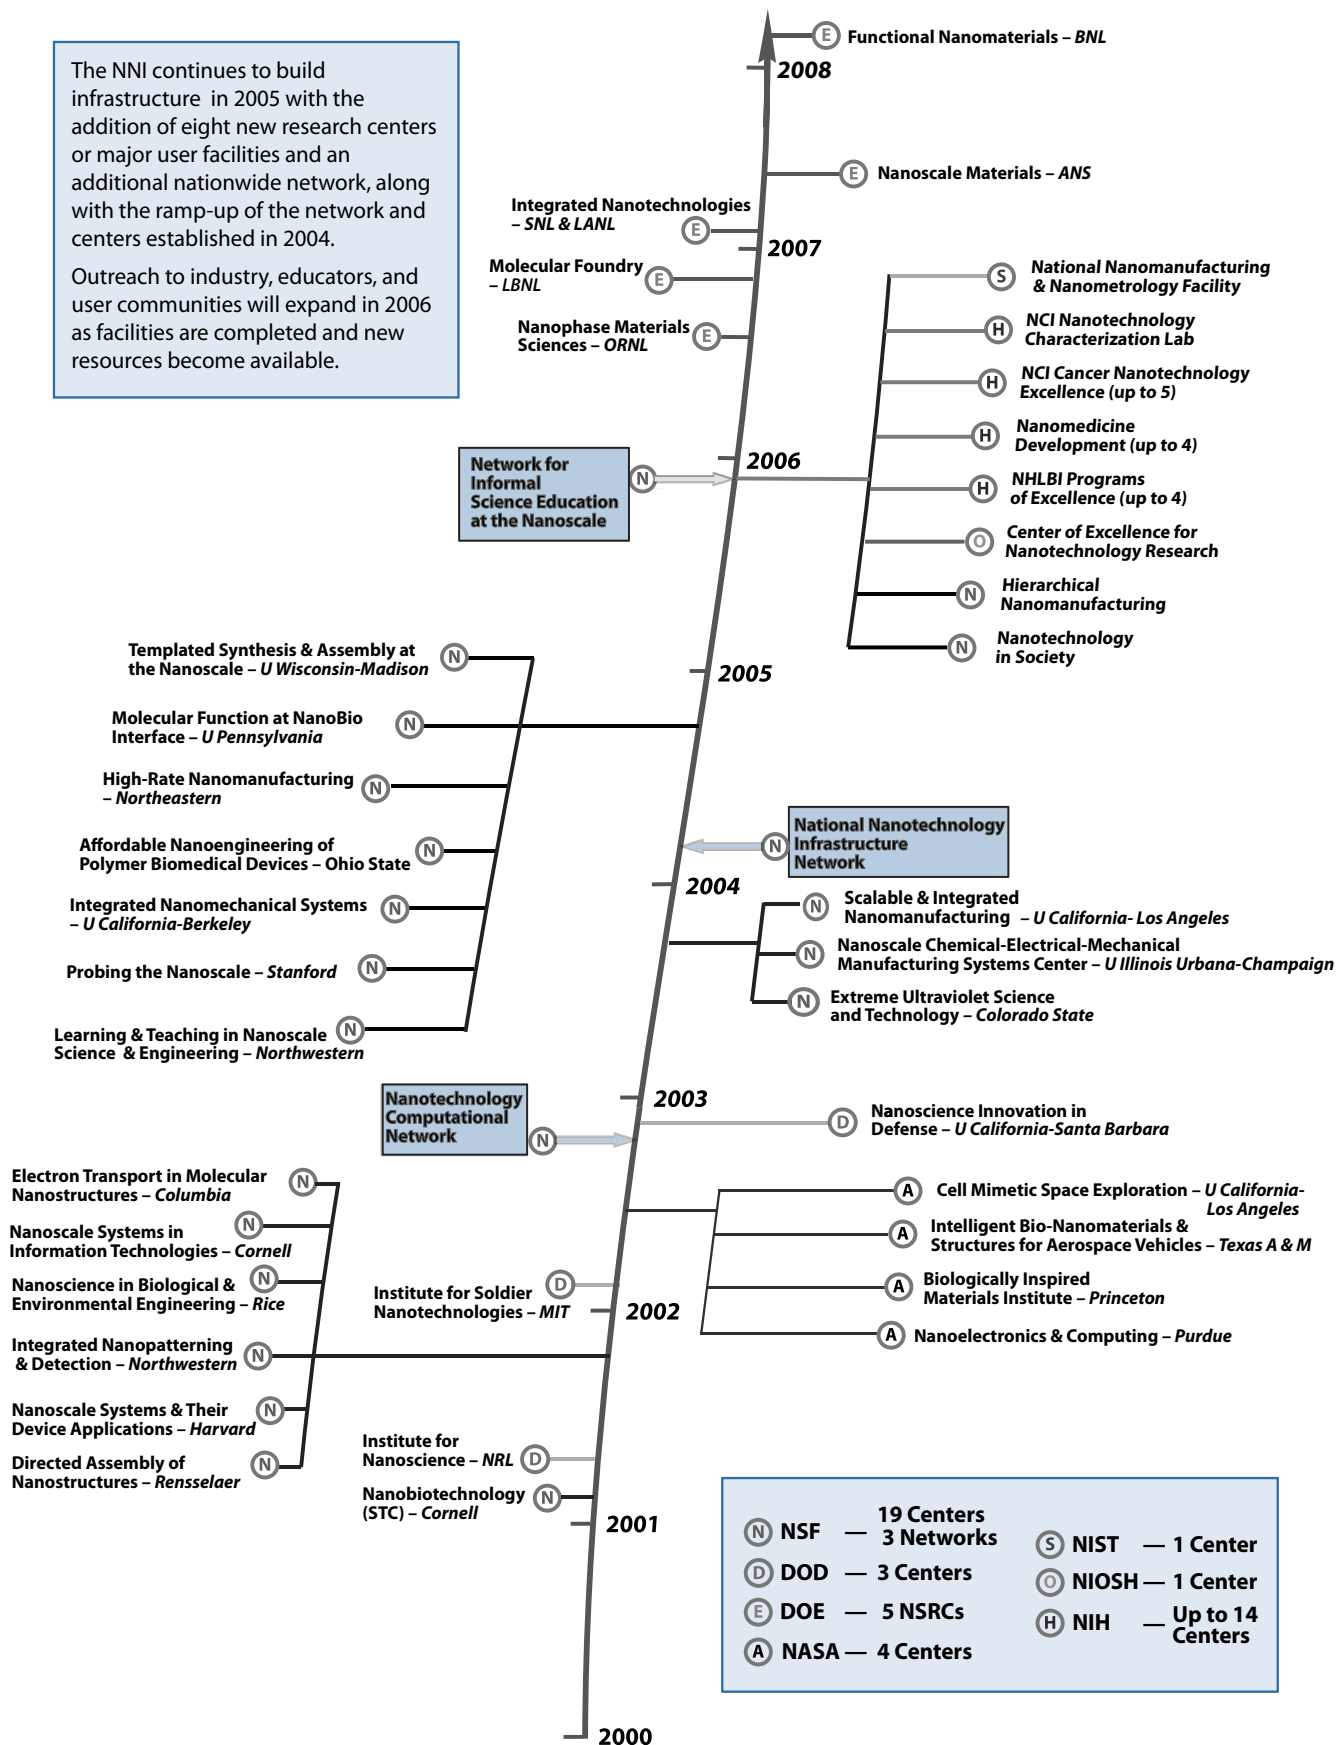 The NNI continues to build
infrastructure in 2005 with the
addition of eight new research centers
or major user facilities and an
additional nationwide network, along
with the ramp-up of the network and
centers established in 2004.
Outreach to industry, educators, and
user communities will expand in 2006
as facilities are completed and new
resources become available.
E Functional Nanomaterials – BNL
2008
E Nanoscale Materials – ANS
Integrated Nanotechnologies
– SNL & LANL E
2007
Molecular Foundry
– LBNL E
Nanophase Materials
Sciences – ORNL E
S National Nanomanufacturing
& Nanometrology Facility
H NCI Nanotechnology
Characterization Lab
H NCI Cancer Nanotechnology
Excellence (up to 5)
H Nanomedicine
Development (up to 4)
H NHLBI Programs
of Excellence (up to 4)
O Center of Excellence for
Nanotechnology Research
N Hierarchical
Nanomanufacturing
N Nanotechnology
in Society
2006
Network for
Informal
Science Education
at the Nanoscale
N
2005
Templated Synthesis & Assembly at
the Nanoscale – U Wisconsin-Madison N
Molecular Function at NanoBio
Interface – U Pennsylvania N
High-Rate Nanomanufacturing
– Northeastern N
Affordable Nanoengineering of
Polymer Biomedical Devices – Ohio State N
Integrated Nanomechanical Systems
– U California-Berkeley N
Probing the Nanoscale – Stanford N
Learning & Teaching in Nanoscale
Science & Engineering – Northwestern N
N
National Nanotechnology
Infrastructure
Network
2004
N Scalable & Integrated
Nanomanufacturing – U California- Los Angeles
N Nanoscale Chemical-Electrical-Mechanical
Manufacturing Systems Center – U Illinois Urbana-Champaign
N Extreme Ultraviolet Science
and Technology – Colorado State
2003
Nanotechnology
Computational
Network
N
D Nanoscience Innovation in
Defense – U California-Santa Barbara
A Cell Mimetic Space Exploration – U California-
Los Angeles
A Intelligent Bio-Nanomaterials &
Structures for Aerospace Vehicles – Texas A & M
A Biologically Inspired
Materials Institute – Princeton
A Nanoelectronics & Computing – Purdue
Electron Transport in Molecular
Nanostructures – Columbia N
Nanoscale Systems in
Information Technologies – Cornell N
Nanoscience in Biological &
Environmental Engineering – Rice N
Integrated Nanopatterning
& Detection – Northwestern N
Nanoscale Systems & Their
Device Applications – Harvard N
Directed Assembly of
Nanostructures – Rensselaer N
Institute for Soldier
Nanotechnologies – MIT D
2002
Institute for
Nanoscience – NRL D
Nanobiotechnology
(STC) – Cornell N
2001
2000
N NSF — 19 Centers
3 Networks
D DOD — 3 Centers
E DOE — 5 NSRCs
A NASA — 4 Centers
S NIST — 1 Center
O NIOSH — 1 Center
H NIH — Up to 14
Centers